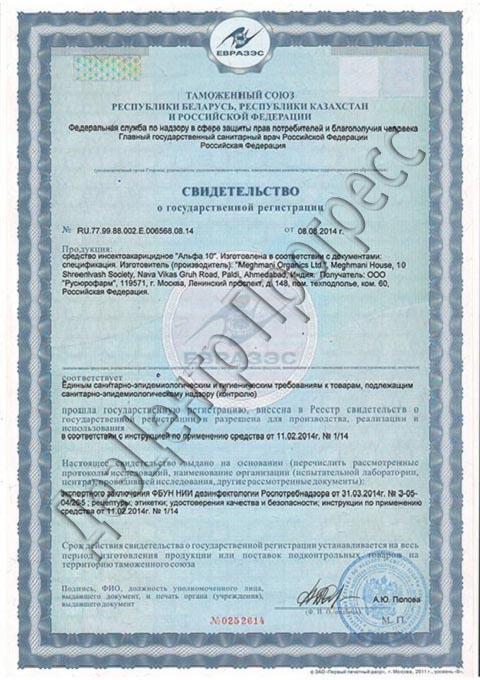 ЕВРАЗЭС
ТАМОЖЕННЫЙ СОЮЗ
РЕСПУБЛИКИ БЕЛАРУСЬ, РЕСПУБЛИКИ КАЗАХСТАН
И РОССИЙСКОЙ ФЕДЕРАЦИИ
Федеральная служба по надзору в сфере защиты прав потребителей и благополучия человека
Главный государственный санитарный врач Российской Федерации
Российская Федерация
СВИДЕТЕЛЬСТВО
о государственной регистрации
№ RU.77.99.88.002.Е.006568.08.14 от 08.08.2014 г.
Продукция:
средство инсектоакарицидное "Альфа 10". Изготовлена в соответствии с документами:
спецификация. Изготовитель (производитель): "Meghmani Organics Ltd.", Meghmani House, 10
Shreenivash Society, Nava Vikas Gruh Road, Paldi, Ahmedabad, Индия. Получатель: ООО
"Русюрофарм", 119571, г. Москва, Ленинский проспект, д. 148, пом. техподполье, ком. 60,
Российская Федерация.
ЕВРАЗЭС
соответствует
Единым санитарно-эпидемиологическим и гигиеническим требованиям к товарам, подлежащим
санитарно-эпидемиологическому надзору (контролю)
прошла государственную регистрацию, внесена в Реестр свидетельств о
государственной регистрации и разрешена для производства, реализации и
использования
в соответствии с инструкцией по применению средства от 11.02.2014г. № 1/14
Настоящее свидетельство выдано на основании (перечислить рассмотренные
протоколы исследований, наименование организации (испытательной лаборатории,
центра), проводившей исследования, другие рассмотренные документы):
экспертного заключения ФБУН НИИ дезинфектологии Роспотребнадзора от 31.03.2014г. № 3-05-
04/265 ; рецептуры; этикетки; удостоверения качества и безопасности; инструкции по применению
средства от 11.02.2014г. № 1/14
Срок действия свидетельства о государственной регистрации устанавливается на весь
период изготовления продукции или поставок подконтрольных товаров на
территорию таможенного союза
Подпись, ФИО, должность уполномоченного лица,
выдавшего документ, и печать органа (учреждения),
выдавшего документ
А.Ю. Попова
(Ф. И. О./подпись)
М. П.
№0252614
ДезЦентр Прогресс
© ЗАО «Первый печатный двор», г. Москва, 2011 г., уровень «В».